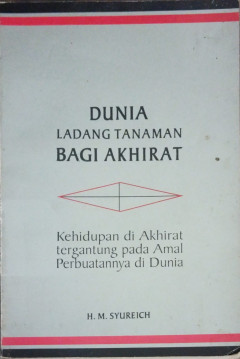 DUNIA
LADANG TANAMAN
BAGI AKHIRAT
Kehidupan di Akhirat
tergantung pada Amal
Perbuatannya di Dunia
H. M. SYUREICH